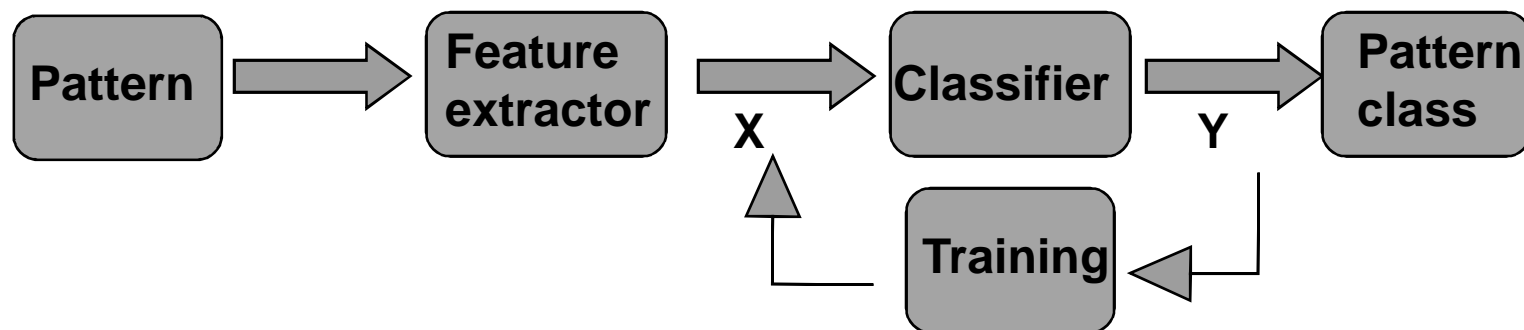 Pattern
Feature
extractor
X
Classifier
Y
Pattern
class
Training